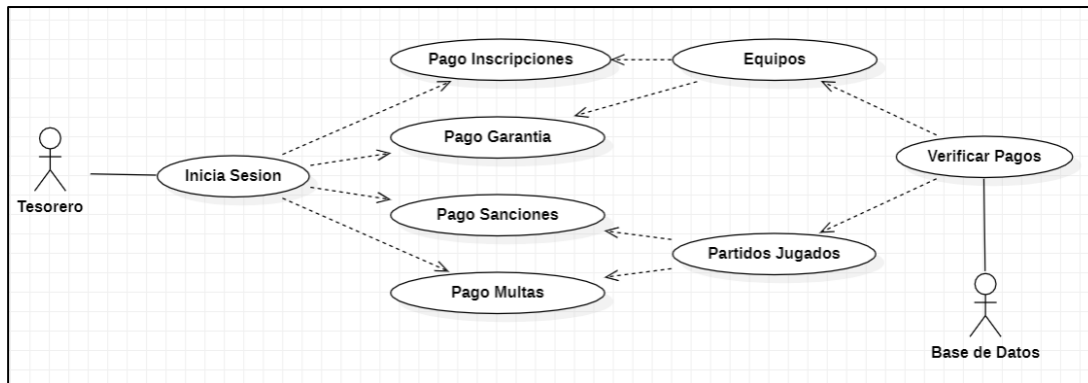 Pago Inscripciones
Equipos
Pago Garantia
Tesorero
Inicia Sesion
Verificar Pagos
Pago Sanciones
Partidos Jugados
Pago Multas
Base de Datos